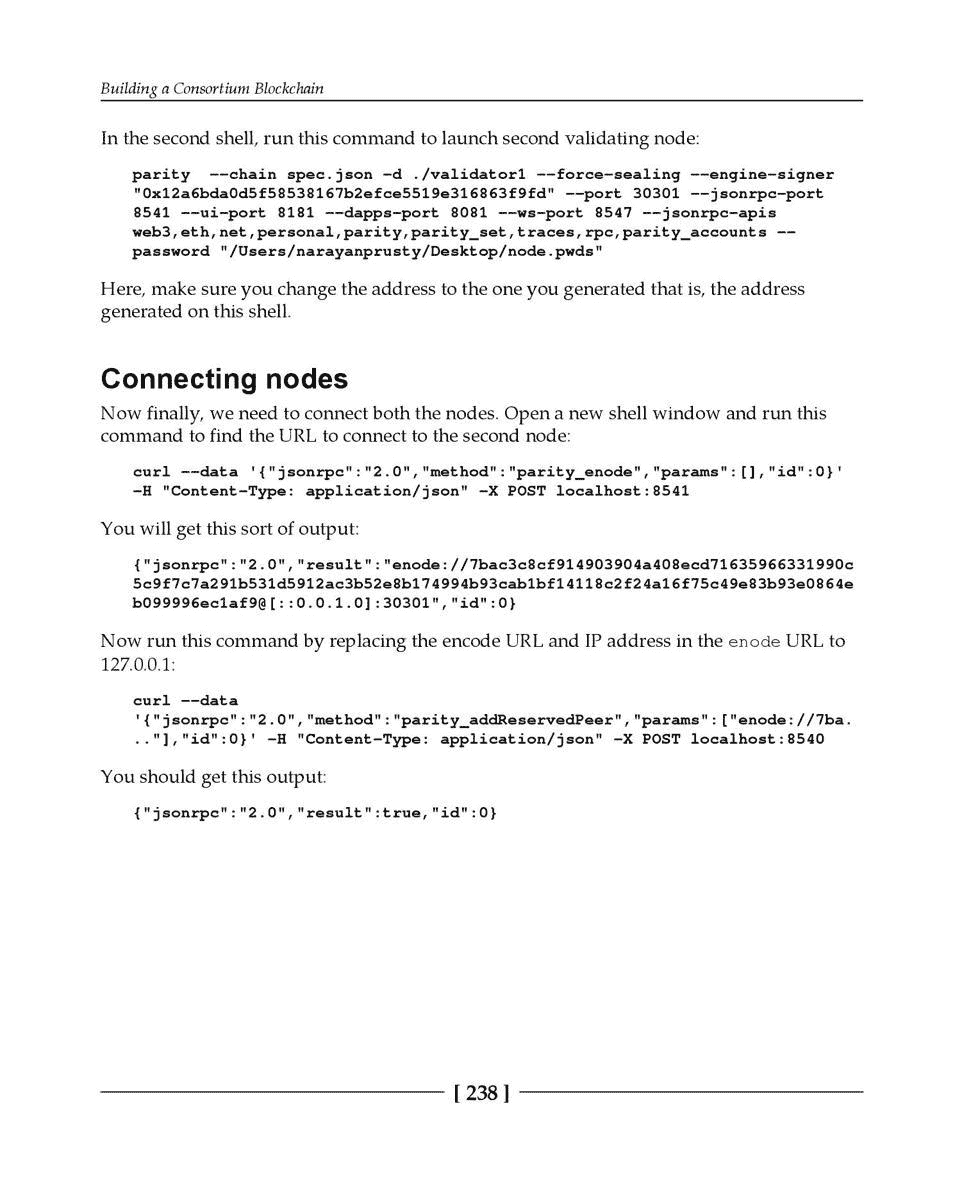 Building a Consortium Blockchain
In the second shell, run this command to launch second validating node:
parity --chain spec.json -d ./validator1 --force-sealing --engine-signer
"0x12a6bda0d5f58538167b2efce5519e316863f9fd" --port 30301 --jsonrpc-port
8541 --ui-port 8181 --dapps-port 8081 --ws-port 8547 --jsonrpc-apis
web3,eth,net,personal,parity,parity_set,traces,rpc,parity_accounts --
password "/Users/narayanprusty/Desktop/node.pwds"
Here, make sure you change the address to the one you generated that is, the address
generated on this shell.
Connecting nodes
Now finally, we need to connect both the nodes. Open a new shell window and run this
command to find the URL to connect to the second node:
curl --data '{"jsonrpc":"2.0","method":"parity_enode","params":[],"id":0}'
-H "Content-Type: application/json" -X POST localhost:8541
You will get this sort of output:
{"jsonrpc":"2.0","result":"enode://7bac3c8cf914903904a408ecd71635966331990c
5c9f7c7a291b531d5912ac3b52e8b174994b93cab1bf14118c2f24a16f75c49e83b93e0864e
b099996ec1af9@[::0.0.1.0]:30301","id":0}
Now run this command by replacing the encode URL and IP address in the enode URL to
127.0.0.1:
curl --data
'{"jsonrpc":"2.0","method":"parity_addReservedPeer","params":["enode://7ba.
.."],"id":0}' -H "Content-Type: application/json" -X POST localhost:8540
You should get this output:
{"jsonrpc":"2.0","result":true,"id":0}
[ 238 ]